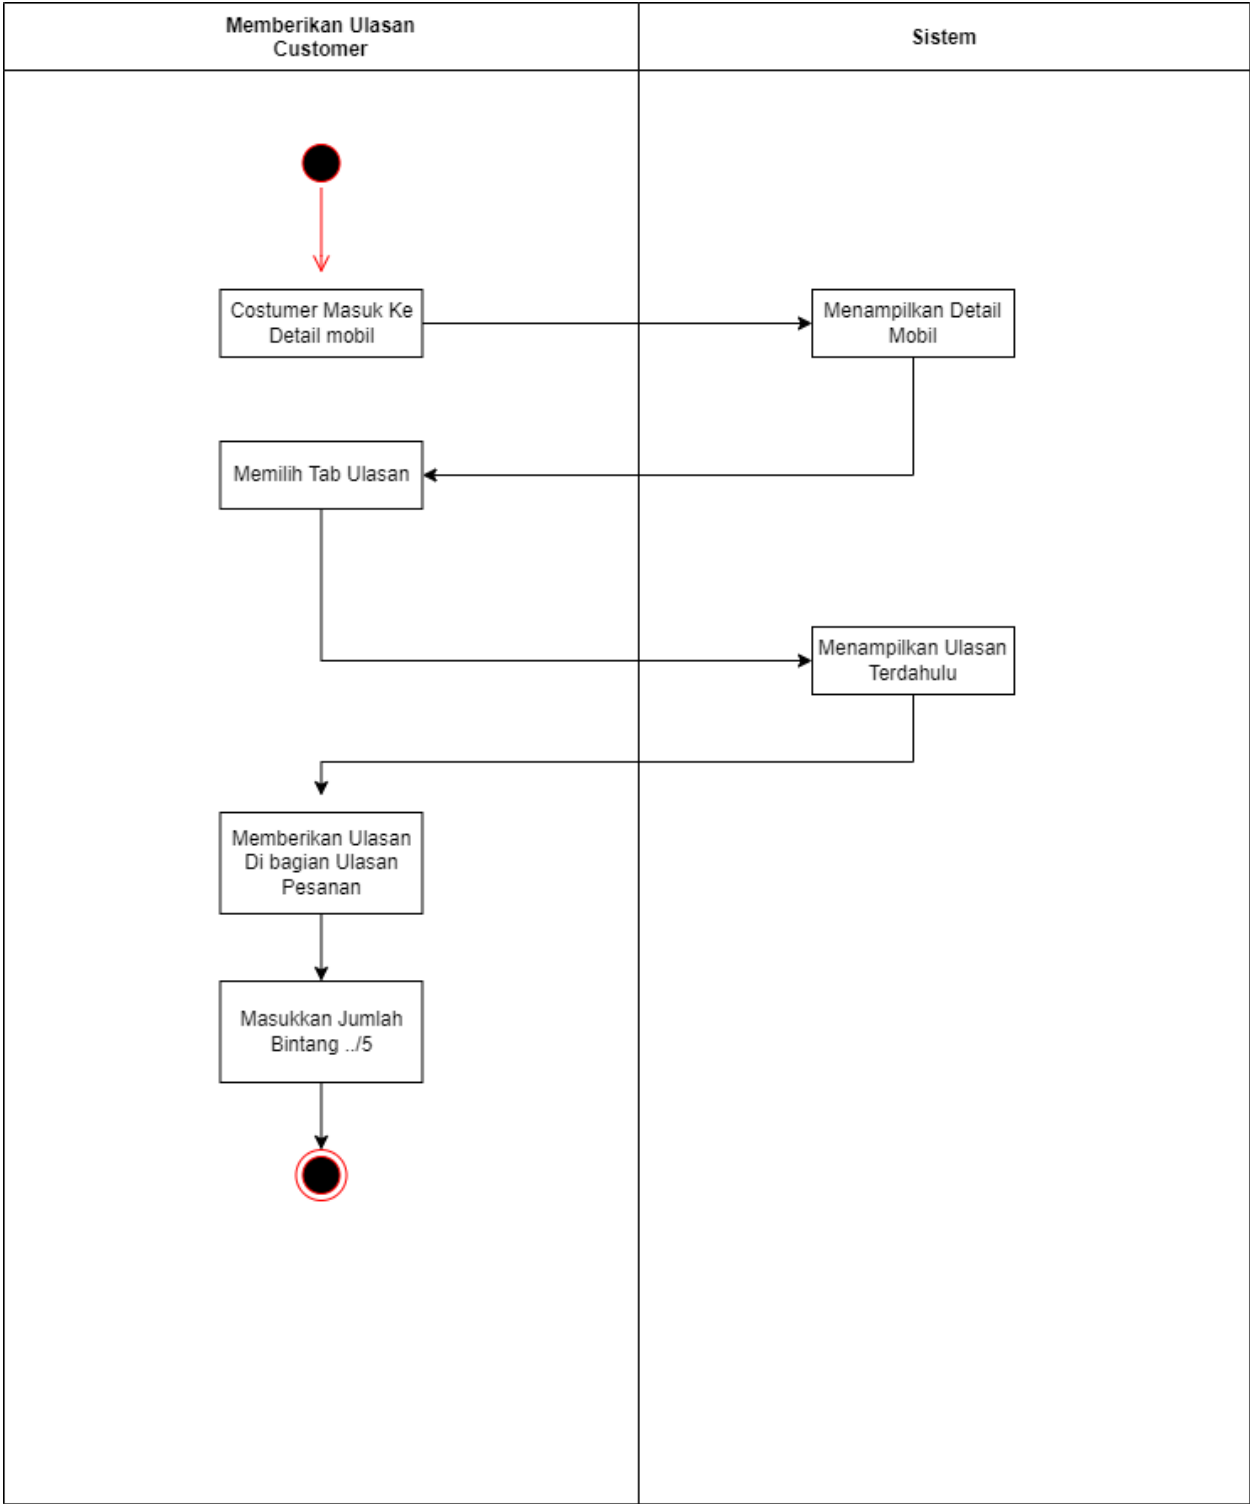 Memberikan Ulasan
Customer
Sistem
Costumer Masuk Ke
Detail mobil
Menampilkan Detail
Mobil
Memilih Tab Ulasan
Menampilkan Ulasan
Terdahulu
Memberikan Ulasan
Di bagian Ulasan
Pesanan
Masukkan Jumlah
Bintang ../5